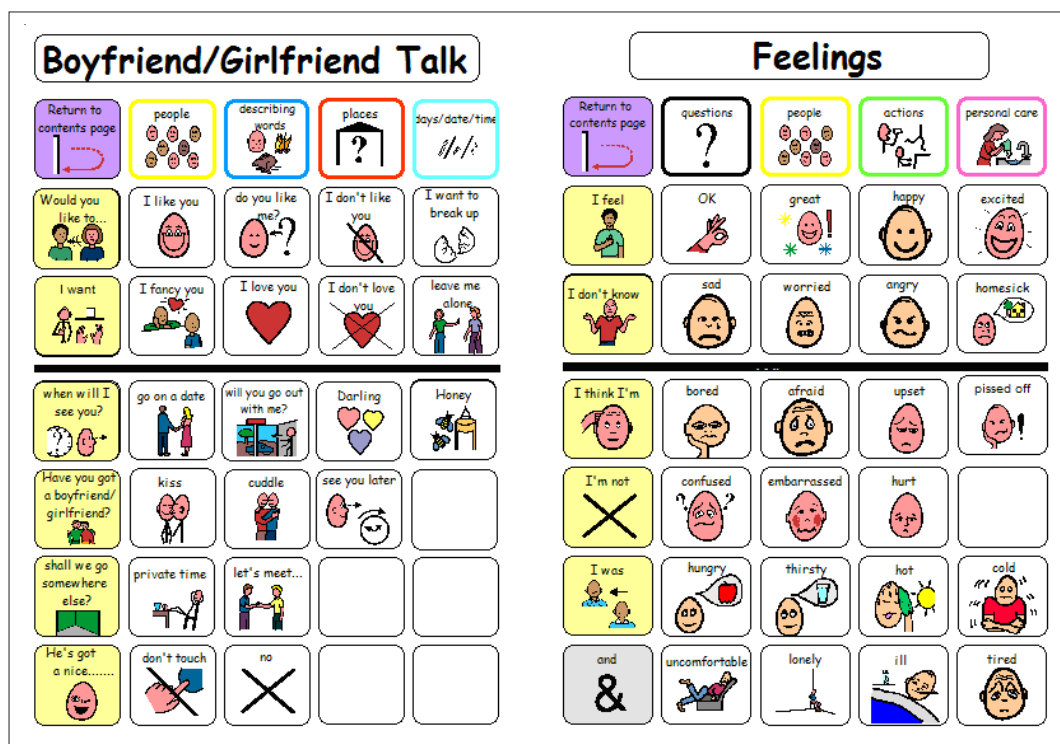 Boyfriend/Girlfriend Talk
Return to
contents page
people
describing
words
places
?
days/date/time
Would you
like to...
I like you
do you like
me?
?
I don't like
you
I want to
break up
I want
I fancy you
I love you
I don't love
you
leave me
alone
when will I
see you?
?
go on a date
will you go out
with me?
Darling
Honey
Have you got
a boyfriend/
girlfriend?
kiss
cuddle
see you later
shall we go
somewhere
else?
private time
let's meet...
He's got
a nice.......
don't touch
no
Feelings
Return to
contents page
questions
?
people
actions
personal care
I feel
OK
great
!
happy
excited
I don't know
sad
worried
angry
homesick
I think I'm
bored
afraid
upset
pissed off
!
I'm not
confused
? ?
embarrassed
hurt
I was
hungry
thirsty
hot
cold
and
&
uncomfortable
lonely
ill
tired